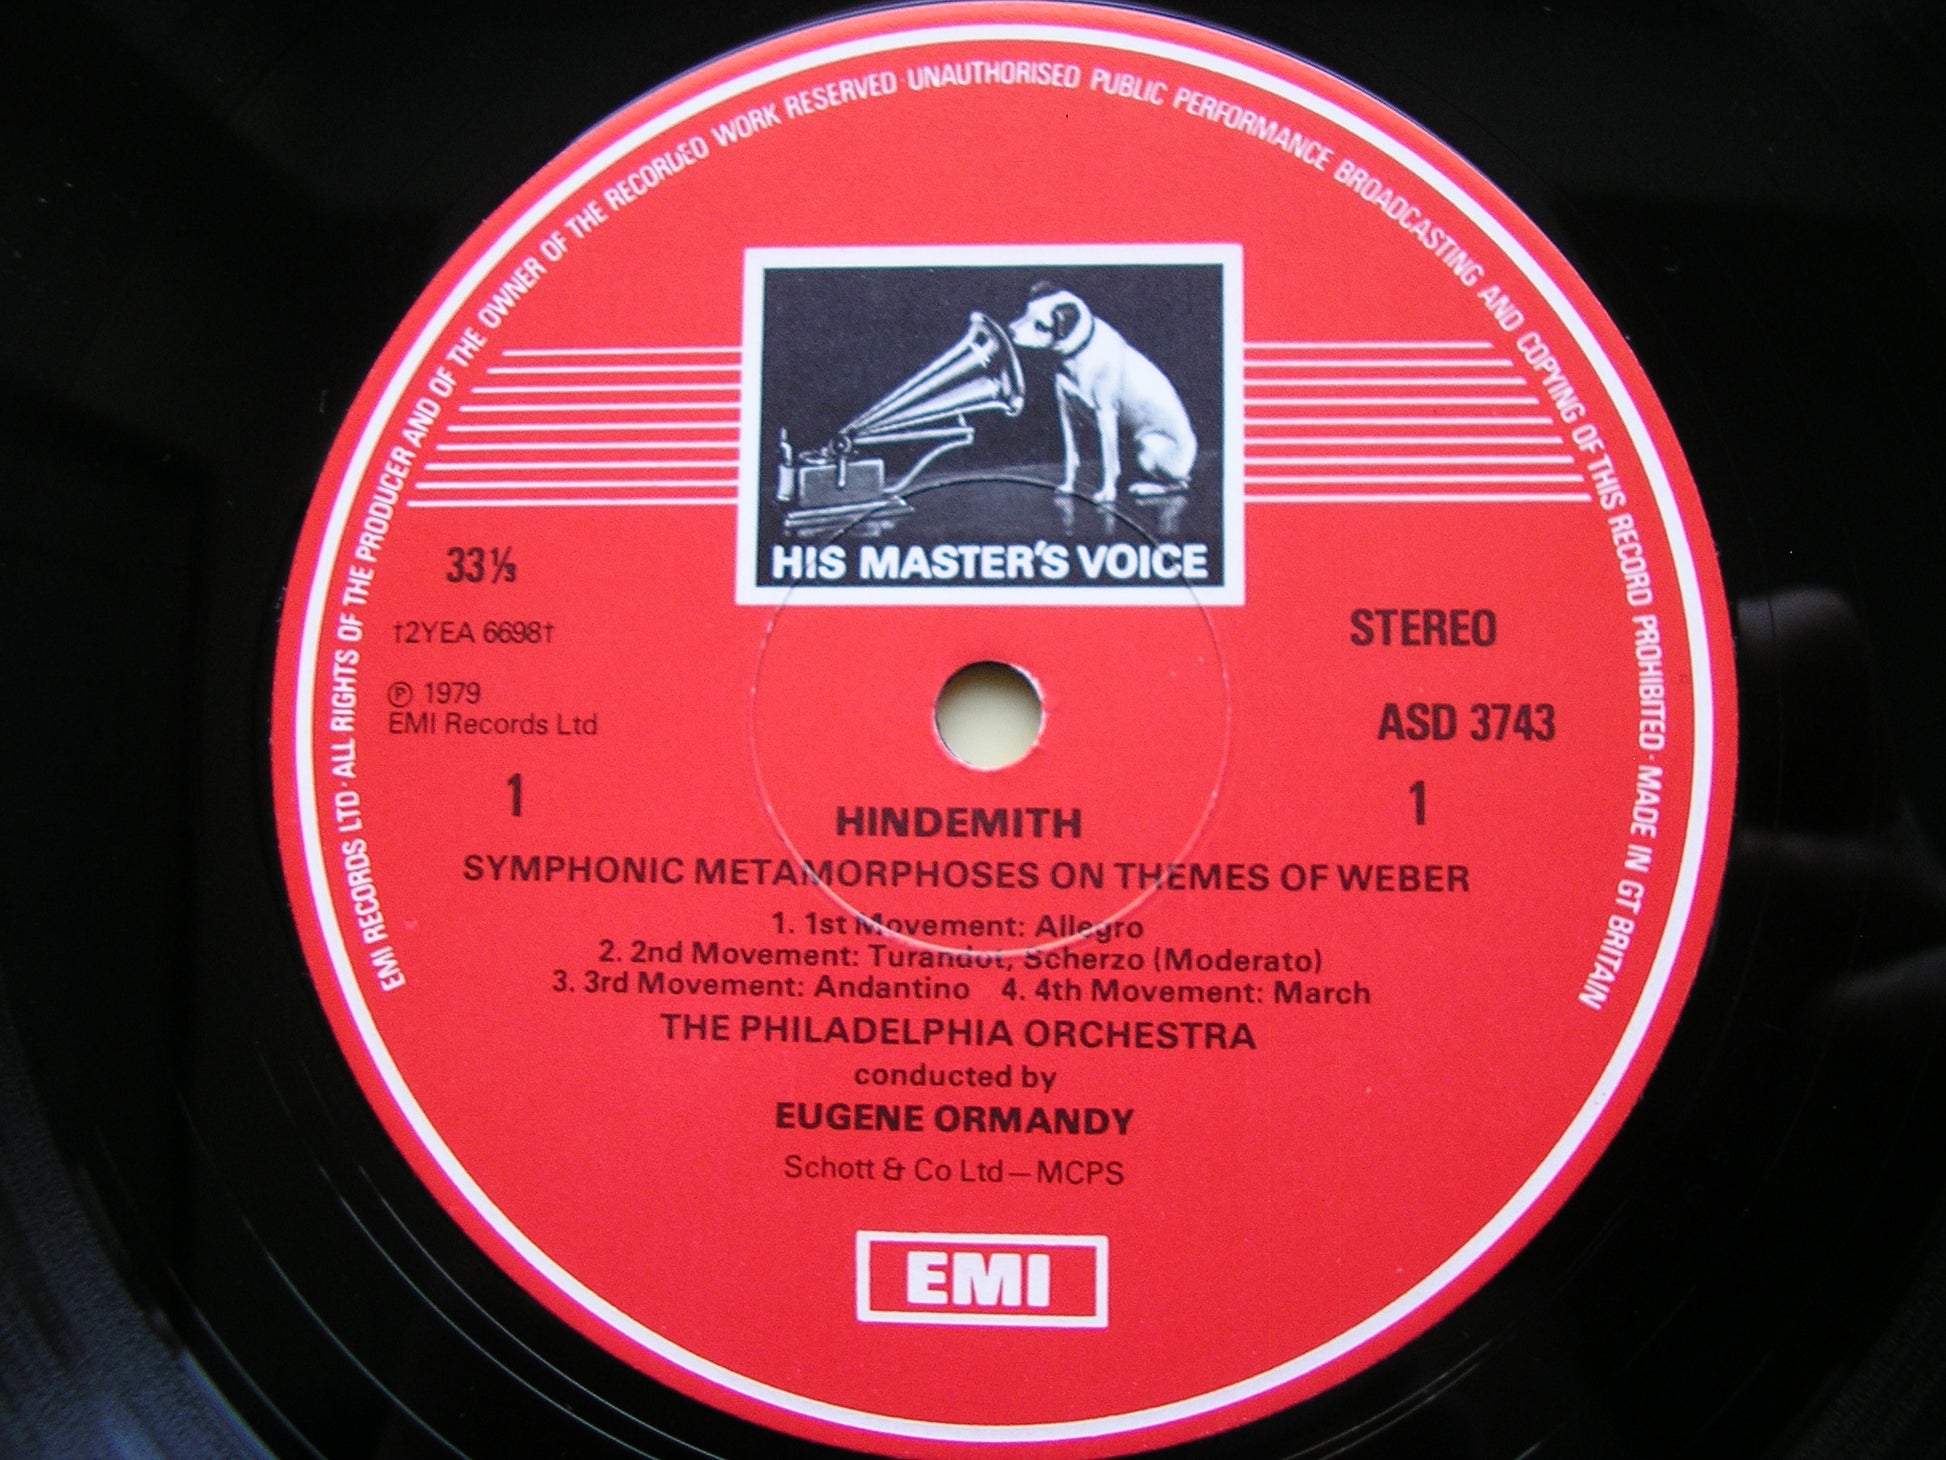 EMI RECORDS LTD · ALL RIGHTS OF THE PRODUCER AND OF THE OWNER OF THE RECORDED WORK RESERVED · UNAUTHORISED PUBLIC PERFORMANCE BROADCASTING AND COPYING OF THIS RECORD PROHIBITED · MADE IN GT BRITAIN
HIS MASTER'S VOICE
33⅓
†2YEA 6698†
℗ 1979
EMI Records Ltd
1
STEREO
ASD 3743
1
HINDEMITH
SYMPHONIC METAMORPHOSES ON THEMES OF WEBER
1. 1st Movement: Allegro
2. 2nd Movement: Turandot, Scherzo (Moderato)
3. 3rd Movement: Andantino 4. 4th Movement: March
THE PHILADELPHIA ORCHESTRA
conducted by
EUGENE ORMANDY
Schott & Co Ltd—MCPS
EMI